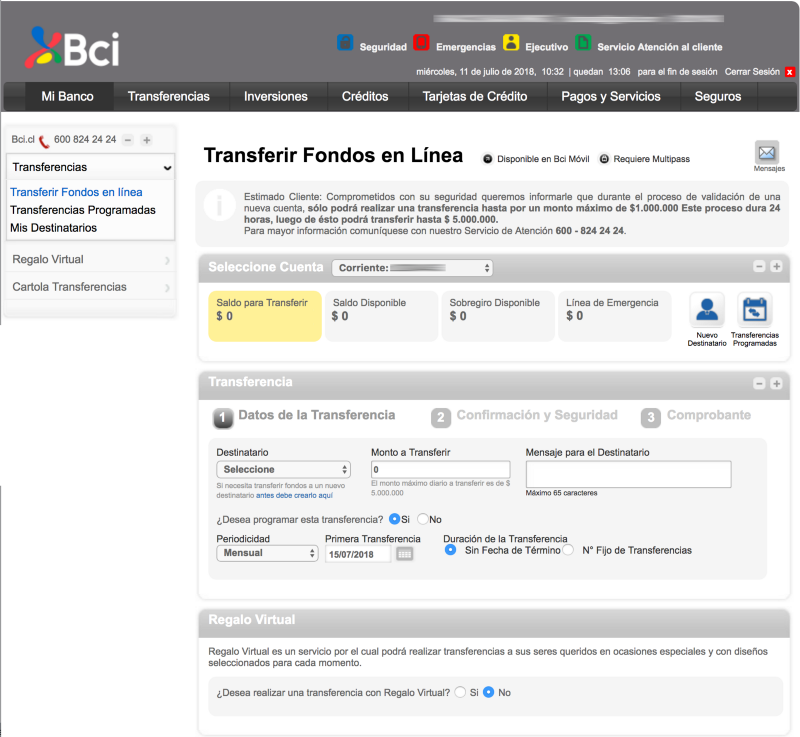 Bci
Seguridad Emergencias Ejecutivo Servicio Atención al cliente
miércoles, 11 de julio de 2018, 10:32 | quedan 13:06 para el fin de sesión Cerrar Sesión x
Mi Banco Transferencias Inversiones Créditos Tarjetas de Crédito Pagos y Servicios Seguros
Bci.cl 600 824 24 24
Transferencias
Transferir Fondos en línea
Transferencias Programadas
Mis Destinatarios
Regalo Virtual
Cartola Transferencias
Transferir Fondos en Línea Disponible en Bci Móvil Requiere Multipass
Mensajes
Estimado Cliente: Comprometidos con su seguridad queremos informarle que durante el proceso de validación de una
nueva cuenta, sólo podrá realizar una transferencia hasta por un monto máximo de $1.000.000 Este proceso dura 24
horas, luego de ésto podrá transferir hasta $ 5.000.000.
Para mayor información comuníquese con nuestro Servicio de Atención 600 - 824 24 24.
Seleccione Cuenta Corriente:
Saldo para Transferir Saldo Disponible Sobregiro Disponible Línea de Emergencia
$ 0 $ 0 $ 0 $ 0
Nuevo Destinatario
Transferencias Programadas
Transferencia
1 Datos de la Transferencia 2 Confirmación y Seguridad 3 Comprobante
Destinatario Monto a Transferir Mensaje para el Destinatario
Seleccione 0
Si necesita transferir fondos a un nuevo
destinatario antes debe crearlo aquí
El monto máximo diario a transferir es de $
5.000.000
Máximo 65 caracteres
¿Desea programar esta transferencia? Si No
Periodicidad Primera Transferencia Duración de la Transferencia
Mensual 15/07/2018 Sin Fecha de Término N° Fijo de Transferencias
Regalo Virtual
Regalo Virtual es un servicio por el cual podrá realizar transferencias a sus seres queridos en ocasiones especiales y con diseños
seleccionados para cada momento.
¿Desea realizar una transferencia con Regalo Virtual? Si No